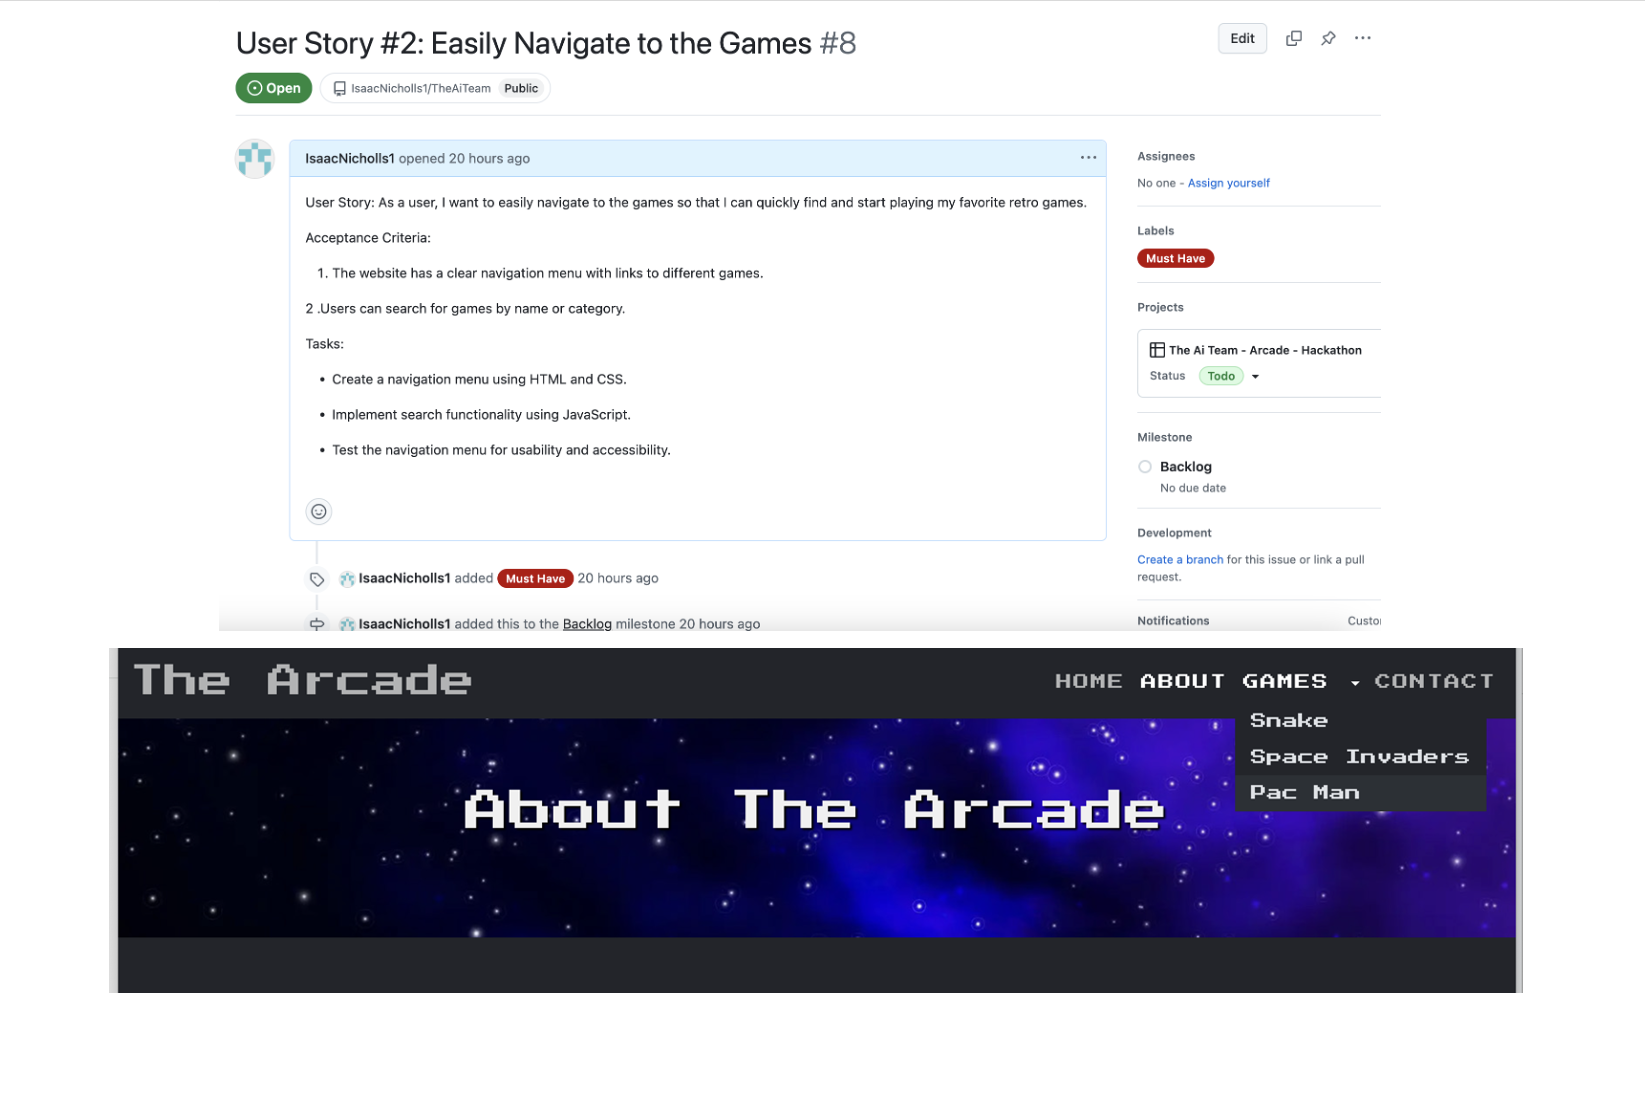 User Story #2: Easily Navigate to the Games #8
Edit
Open
IsaacNicholls1/TheAiTeam Public
IsaacNicholls1 opened 20 hours ago
User Story: As a user, I want to easily navigate to the games so that I can quickly find and start playing my favorite retro games.
Acceptance Criteria:
1. The website has a clear navigation menu with links to different games.
2 .Users can search for games by name or category.
Tasks:
• Create a navigation menu using HTML and CSS.
• Implement search functionality using JavaScript.
• Test the navigation menu for usability and accessibility.
IsaacNicholls1 added Must Have 20 hours ago
IsaacNicholls1 added this to the Backlog milestone 20 hours ago
Assignees
No one - Assign yourself
Labels
Must Have
Projects
The Ai Team - Arcade - Hackathon
Status Todo
Milestone
Backlog
No due date
Development
Create a branch for this issue or link a pull
request.
Notifications
Custo
The Arcade
HOME ABOUT GAMES CONTACT
Snake
Space Invaders
Pac Man
About The Arcade